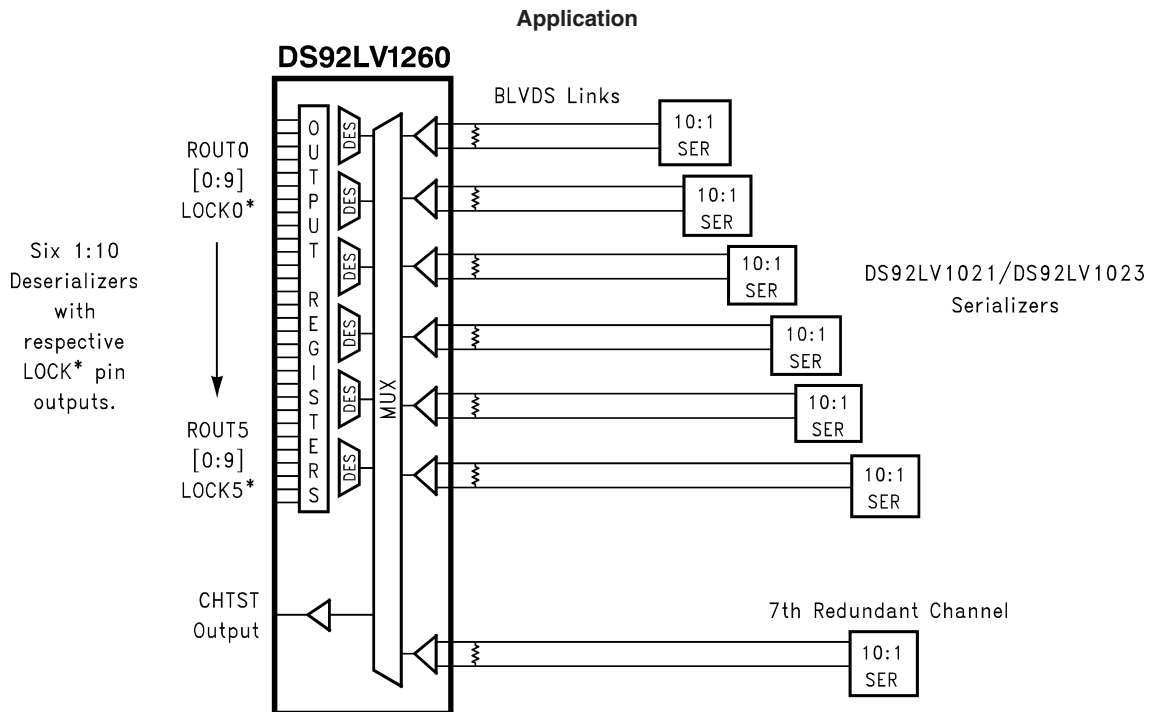 Application
DS92LV1260
BLVDS Links
ROUT0
[0:9]
LOCK0*
Six 1:10
Deserializers
with
respective
LOCK* pin
outputs.
ROUT5
[0:9]
LOCK5*
CHTST
Output
OUTPUT REGISTERS
DES
DES
DES
DES
DES
DES
MUX
10:1
SER
10:1
SER
10:1
SER
10:1
SER
10:1
SER
10:1
SER
DS92LV1021/DS92LV1023
Serializers
7th Redundant Channel
10:1
SER